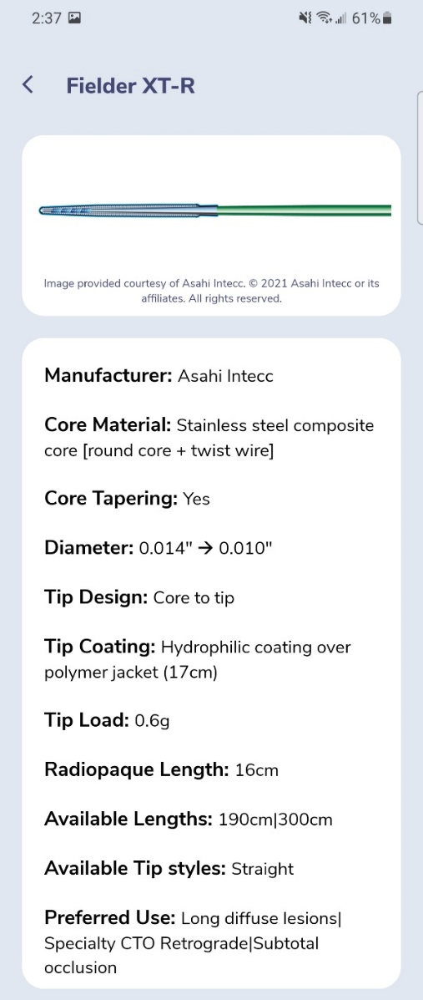 2:37
61%
Fielder XT-R
Image provided courtesy of Asahi Intecc. © 2021 Asahi Intecc or its
affiliates. All rights reserved.
Manufacturer: Asahi Intecc
Core Material: Stainless steel composite
core [round core + twist wire]
Core Tapering: Yes
Diameter: 0.014" → 0.010"
Tip Design: Core to tip
Tip Coating: Hydrophilic coating over
polymer jacket (17cm)
Tip Load: 0.6g
Radiopaque Length: 16cm
Available Lengths: 190cm|300cm
Available Tip styles: Straight
Preferred Use: Long diffuse lesions|
Specialty CTO Retrograde|Subtotal
occlusion